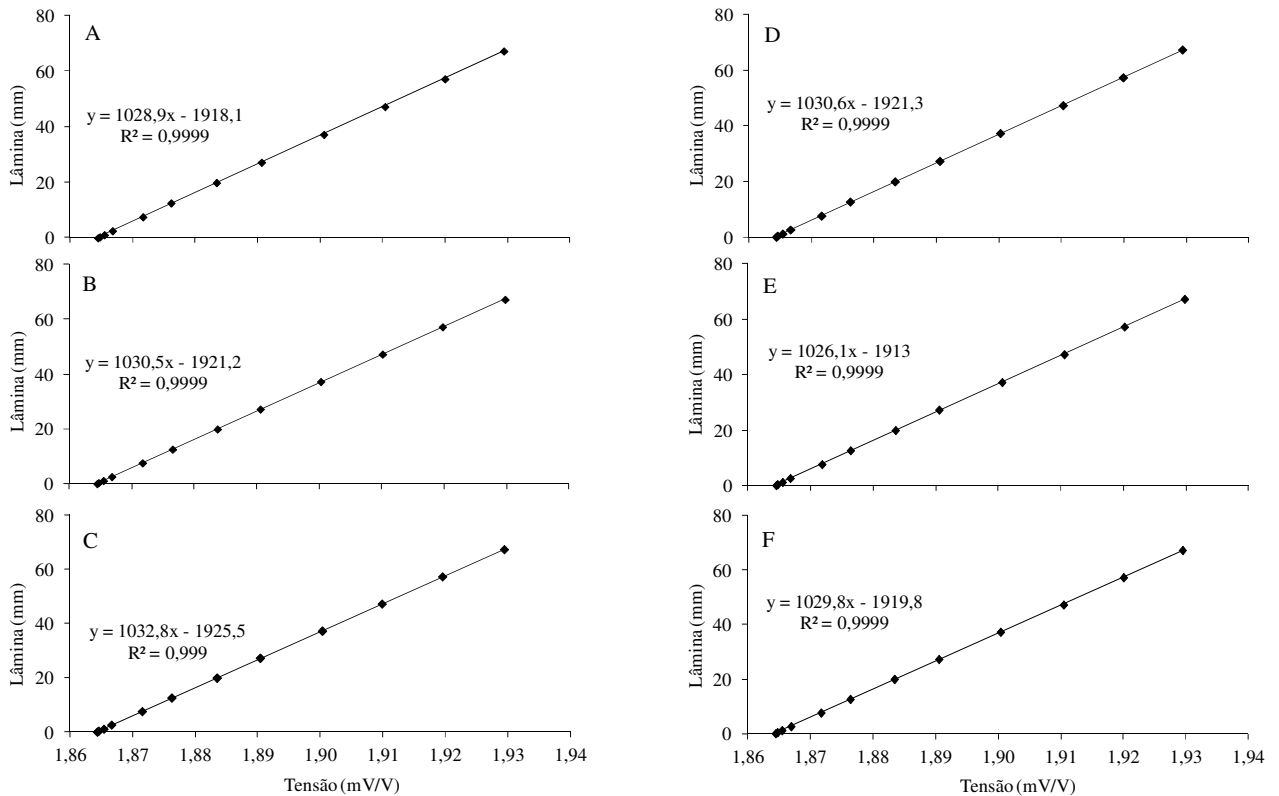 A
80
60
40
20
0
Lâmina (mm)
y = 1028,9x - 1918,1
R² = 0,9999
D
80
60
40
20
0
Lâmina (mm)
y = 1030,6x - 1921,3
R² = 0,9999
B
80
60
40
20
0
Lâmina (mm)
y = 1030,5x - 1921,2
R² = 0,9999
E
80
60
40
20
0
Lâmina (mm)
y = 1026,1x - 1913
R² = 0,9999
C
80
60
40
20
0
Lâmina (mm)
y = 1032,8x - 1925,5
R² = 0,999
1,86 1,87 1,88 1,89 1,90 1,91 1,92 1,93 1,94
Tensão (mV/V)
F
80
60
40
20
0
Lâmina (mm)
y = 1029,8x - 1919,8
R² = 0,9999
1,86 1,87 1,88 1,89 1,90 1,91 1,92 1,93 1,94
Tensão (mV/V)